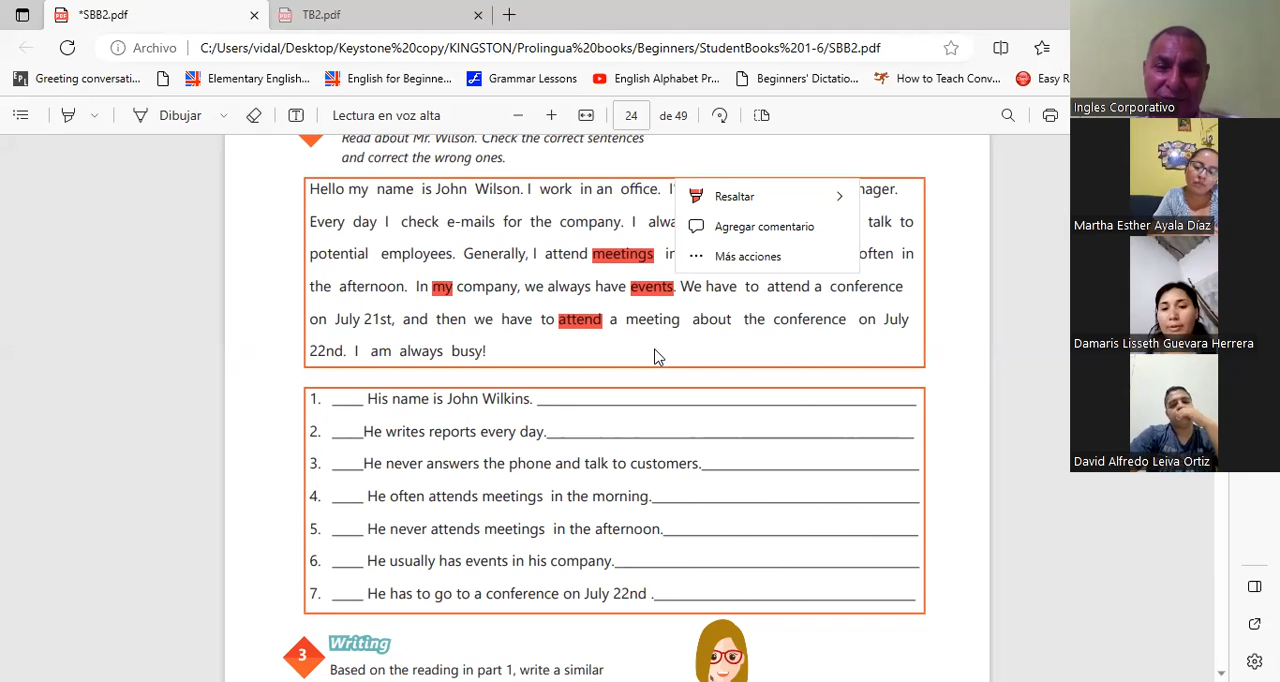 *SBB2.pdf
TB2.pdf
Archivo
C:/Users/vidal/Desktop/Keystone%20copy/KINGSTON/Prolingua%20books/Beginners/StudentBooks%201-6/SBB2.pdf
Greeting conversati...
Elementary English...
English for Beginne...
Grammar Lessons
English Alphabet Pr...
Beginners' Dictatio...
How to Teach Conv...
Easy R
Dibujar
Lectura en voz alta
24
de 49
Read about Mr. Wilson. Check the correct sentences
and correct the wrong ones.
Hello my name is John Wilson. I work in an office.
Every day I check e-mails for the company. I talk to
potential employees. Generally, I attend meetings often in
the afternoon. In my company, we always have events. We have to attend a conference
on July 21st, and then we have to attend a meeting about the conference on July
22nd. I am always busy!
Resaltar
Agregar comentario
Más acciones
1. ____ His name is John Wilkins.
2. ____He writes reports every day.
3. ____He never answers the phone and talk to customers.
4. ____ He often attends meetings in the morning.
5. ____ He never attends meetings in the afternoon.
6. ____ He usually has events in his company.
7. ____ He has to go to a conference on July 22nd .
3
Writing
Based on the reading in part 1, write a similar
Ingles Corporativo
Martha Esther Ayala Díaz
Damaris Lisseth Guevara Herrera
David Alfredo Leiva Ortiz